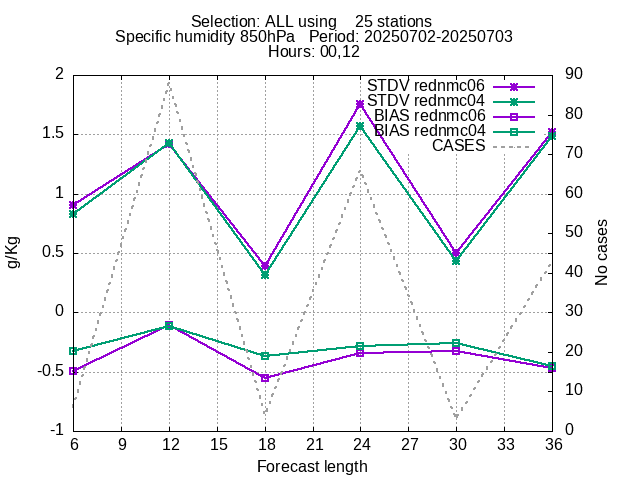 Selection: ALL using    25 stations
Specific humidity 850hPa   Period: 20250702-20250703
Hours: 00,12
STDV rednmc06
STDV rednmc04
BIAS rednmc06
BIAS rednmc04
CASES
g/Kg
2
1.5
1
0.5
0
-0.5
-1
No cases
90
80
70
60
50
40
30
20
10
0
6 9 12 15 18 21 24 27 30 33 36
Forecast length